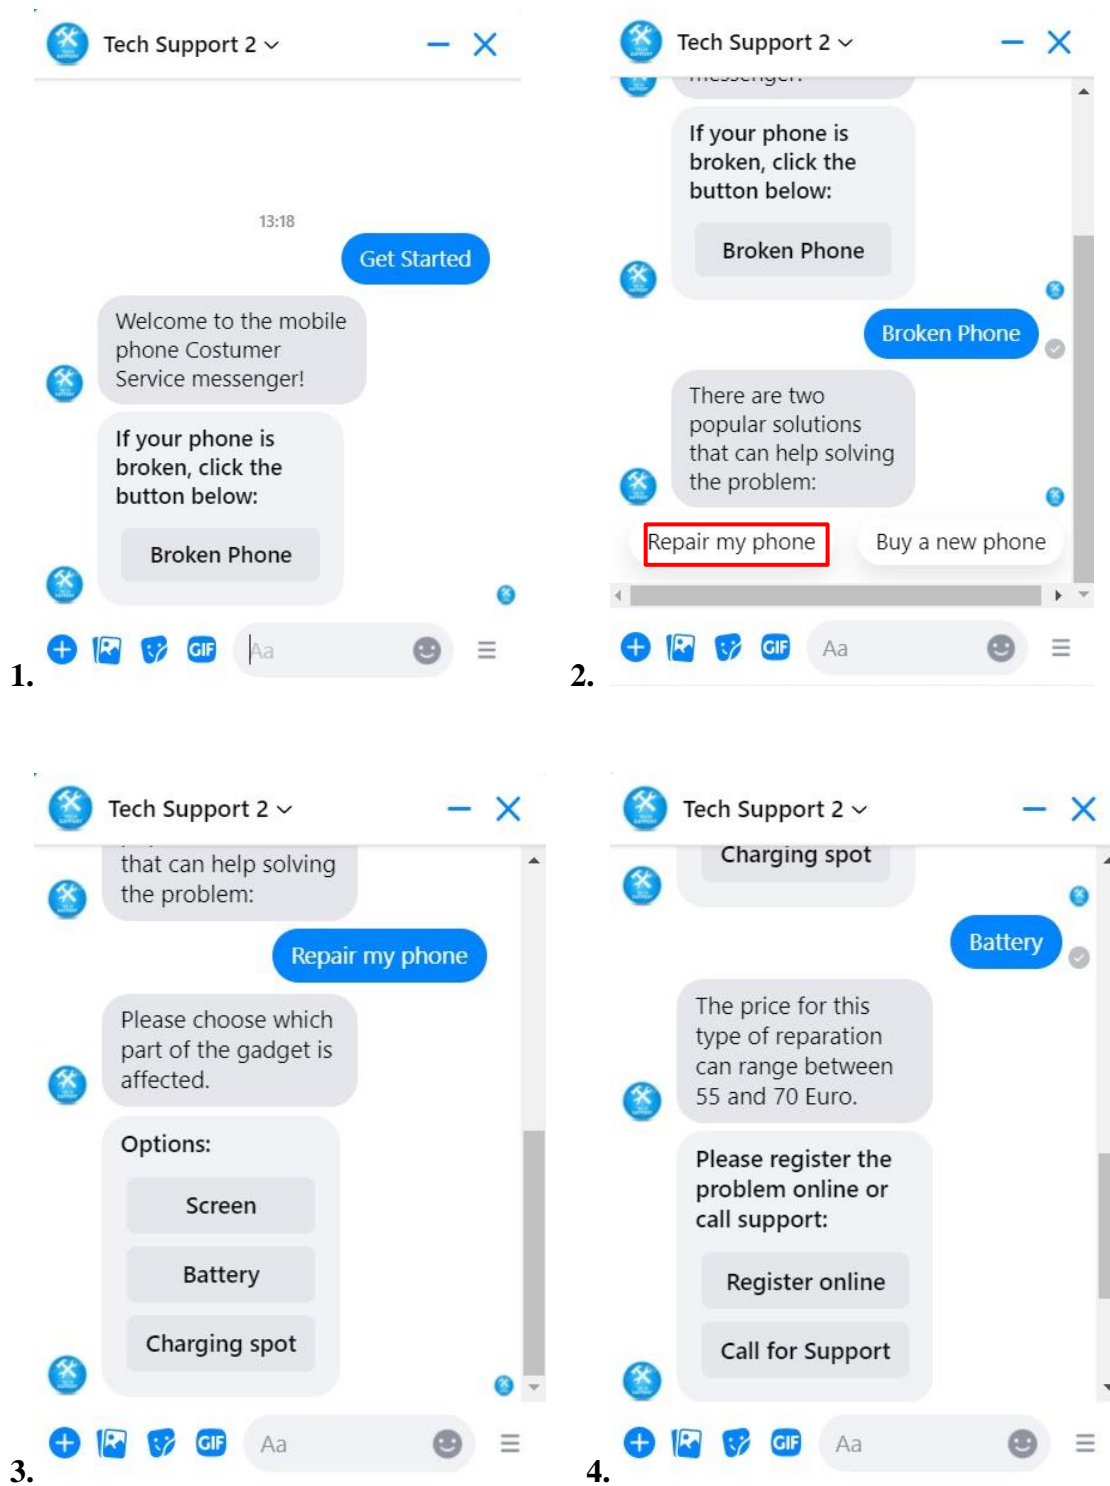 Tech Support 2
13:18
Get Started
Welcome to the mobile
phone Costumer
Service messenger!
If your phone is
broken, click the
button below:
Broken Phone
GIF
Aa
1.
Tech Support 2
messenger!
If your phone is
broken, click the
button below:
Broken Phone
Broken Phone
There are two
popular solutions
that can help solving
the problem:
Repair my phone
Buy a new phone
GIF
Aa
2.
Tech Support 2
that can help solving
the problem:
Repair my phone
Please choose which
part of the gadget is
affected.
Options:
Screen
Battery
Charging spot
GIF
Aa
3.
Tech Support 2
Charging spot
Battery
The price for this
type of reparation
can range between
55 and 70 Euro.
Please register the
problem online or
call support:
Register online
Call for Support
GIF
Aa
4.